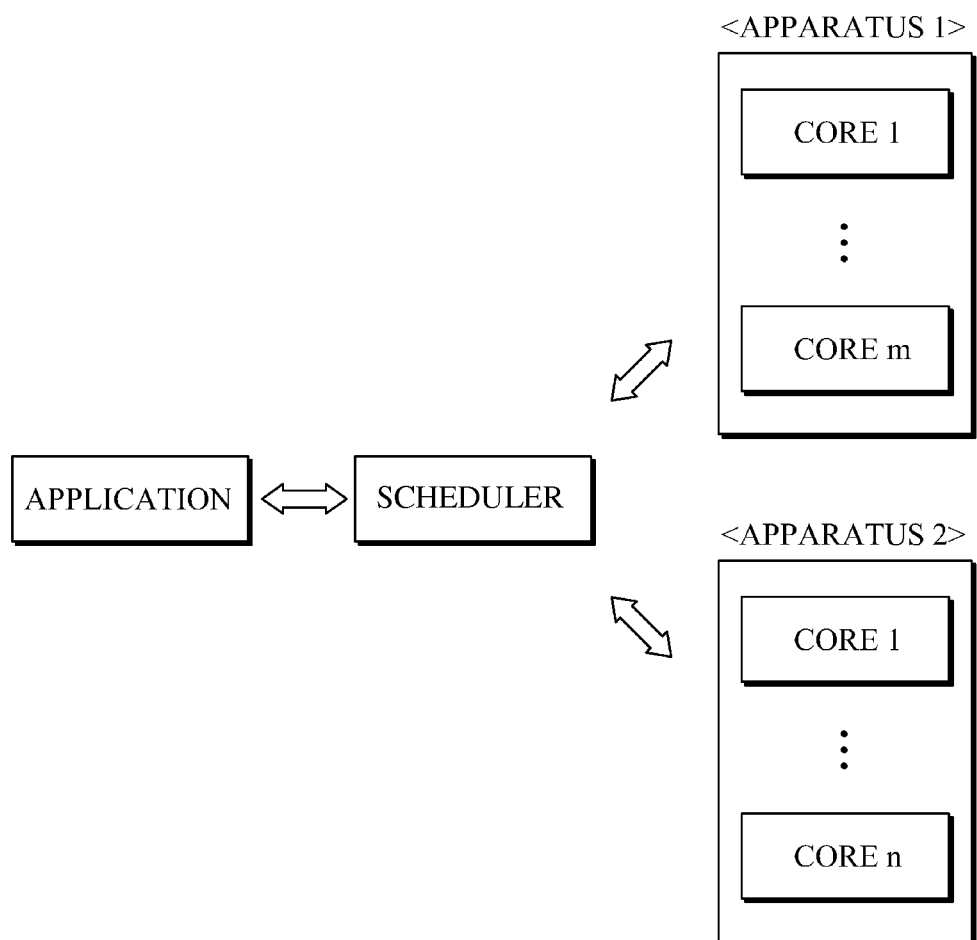 <APPARATUS 1>
CORE 1
CORE m
APPLICATION
SCHEDULER
<APPARATUS 2>
CORE 1
CORE n